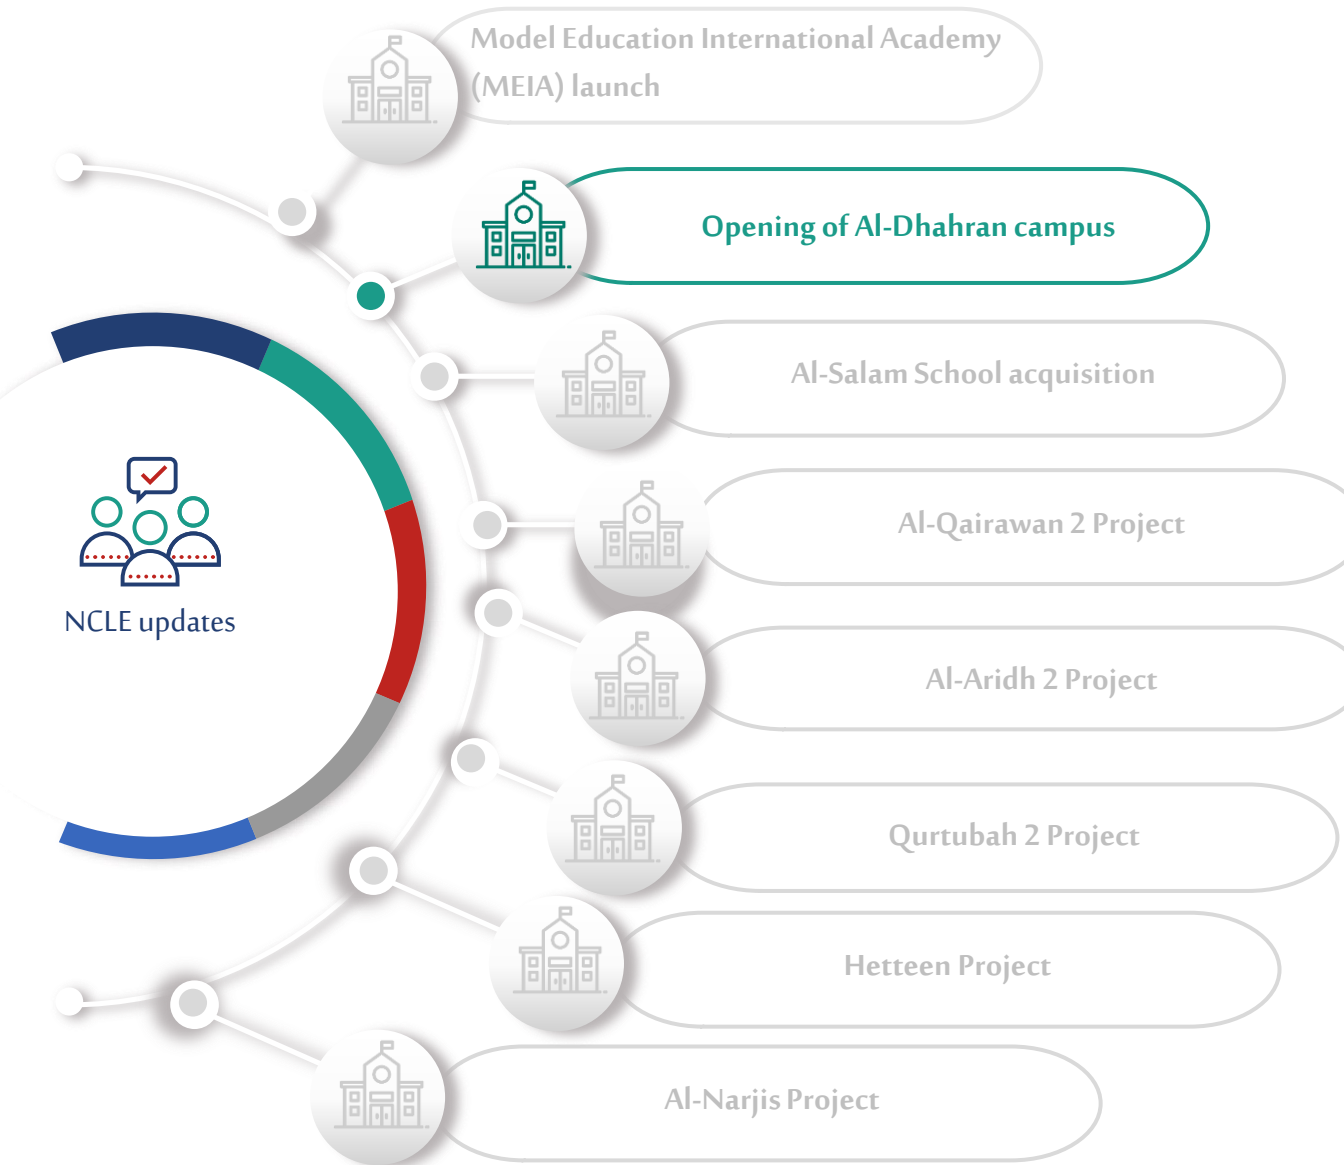 Model Education International Academy
(MEIA) launch
Opening of Al-Dhahran campus
Al-Salam School acquisition
Al-Qairawan 2 Project
NCLE updates
Al-Aridh 2 Project
Qurtubah 2 Project
Hetteen Project
Al-Narjis Project